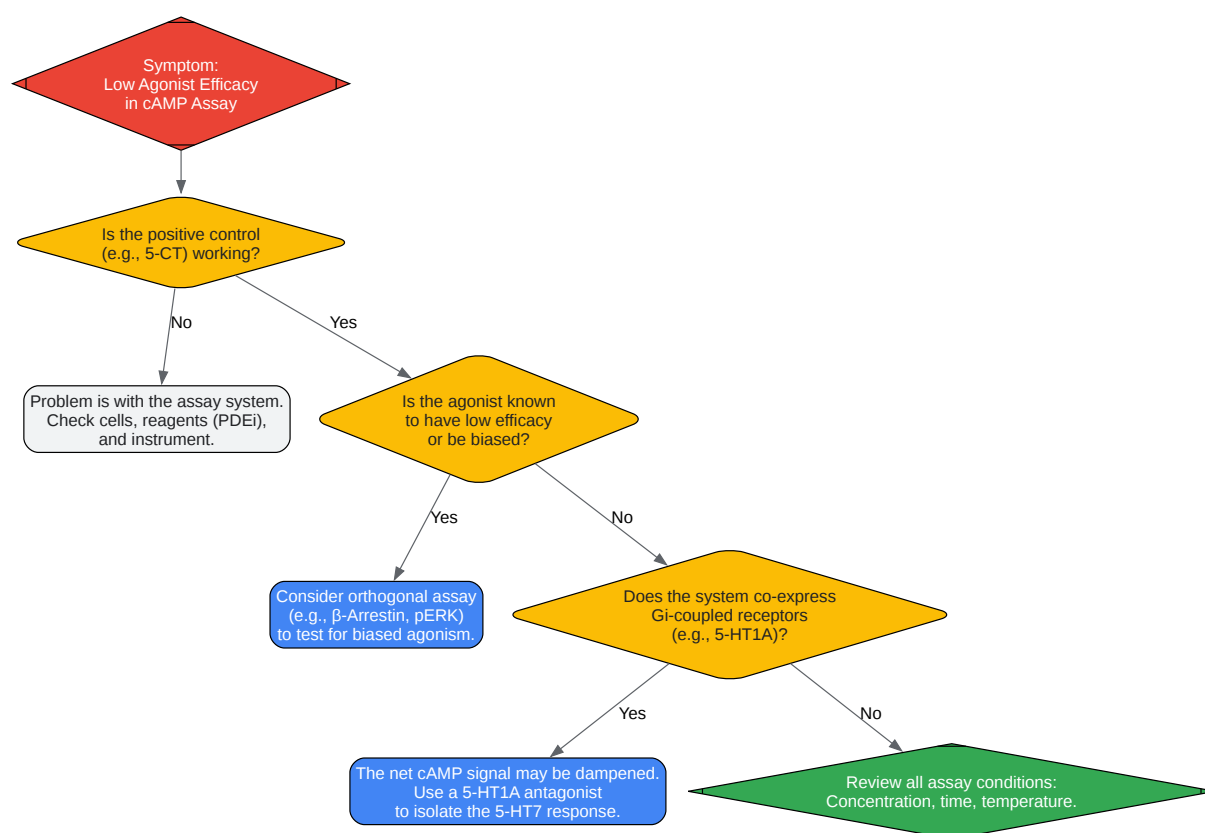 Symptom:
Low Agonist Efficacy
in cAMP Assay
Is the positive control
(e.g., 5-CT) working?
No
Yes
Problem is with the assay system.
Check cells, reagents (PDEi),
and instrument.
Is the agonist known
to have low efficacy
or be biased?
Yes
No
Consider orthogonal assay
(e.g., β-Arrestin, pERK)
to test for biased agonism.
Does the system co-express
Gi-coupled receptors
(e.g., 5-HT1A)?
Yes
No
The net cAMP signal may be dampened.
Use a 5-HT1A antagonist
to isolate the 5-HT7 response.
Review all assay conditions:
Concentration, time, temperature.